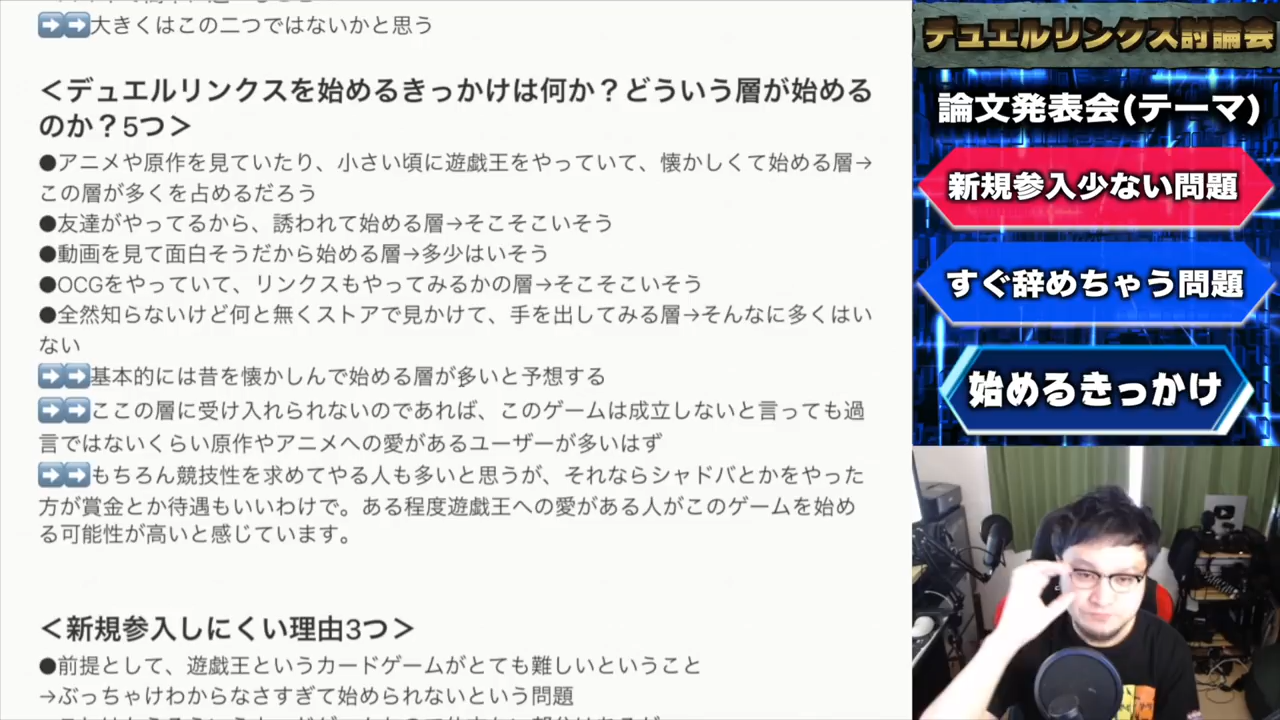 ➡➡大きくはこの二つではないかと思う
＜デュエルリンクスを始めるきっかけは何か？どういう層が始める
のか？5つ＞
●アニメや原作を見ていたり、小さい頃に遊戯王をやっていて、懐かしくて始める層→
この層が多くを占めるだろう
●友達がやってるから、誘われて始める層→そこそこいそう
●動画を見て面白そうだから始める層→多少はいそう
●OCGをやっていて、リンクスもやってみるかの層→そこそこいそう
●全然知らないけど何と無くストアで見かけて、手を出してみる層→そんなに多くはい
ない
➡➡基本的には昔を懐かしんで始める層が多いと予想する
➡➡ここの層に受け入れられないのであれば、このゲームは成立しないと言っても過
言ではないくらい原作やアニメへの愛があるユーザーが多いはず
➡➡もちろん競技性を求めてやる人も多いと思うが、それならシャドバとかをやった
方が賞金とか待遇もいいわけで。ある程度遊戯王への愛がある人がこのゲームを始め
る可能性が高いと感じています。
＜新規参入しにくい理由3つ＞
●前提として、遊戯王というカードゲームがとても難しいということ
→ぶっちゃけわからなさすぎて始められないという問題
デュエルリンクス討論会
論文発表会(テーマ)
新規参入少ない問題
すぐ辞めちゃう問題
始めるきっかけ